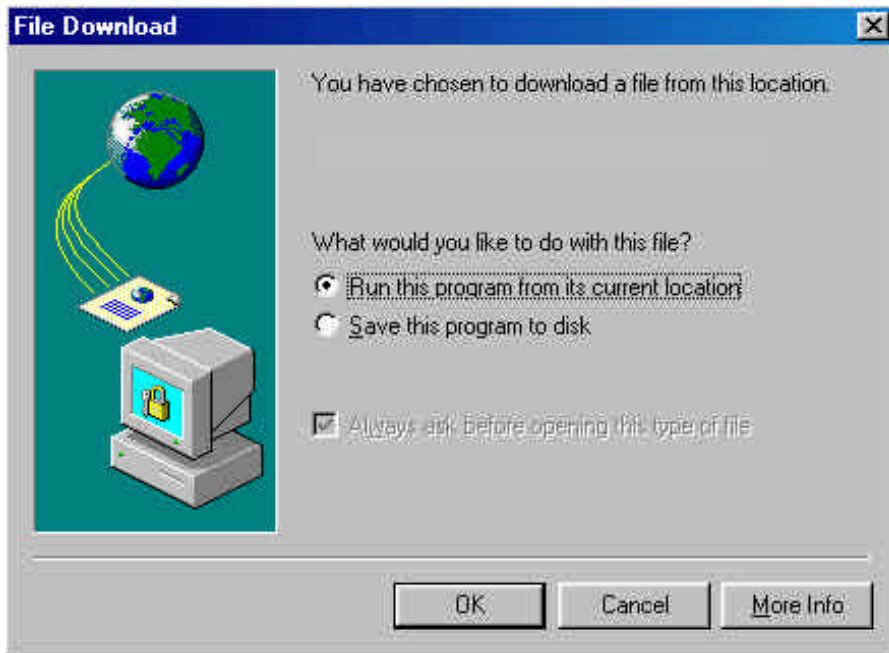 File Download
You have chosen to download a file from this location.
What would you like to do with this file?
Run this program from its current location
Save this program to disk
Always ask before opening this type of file
OK
Cancel
More Info